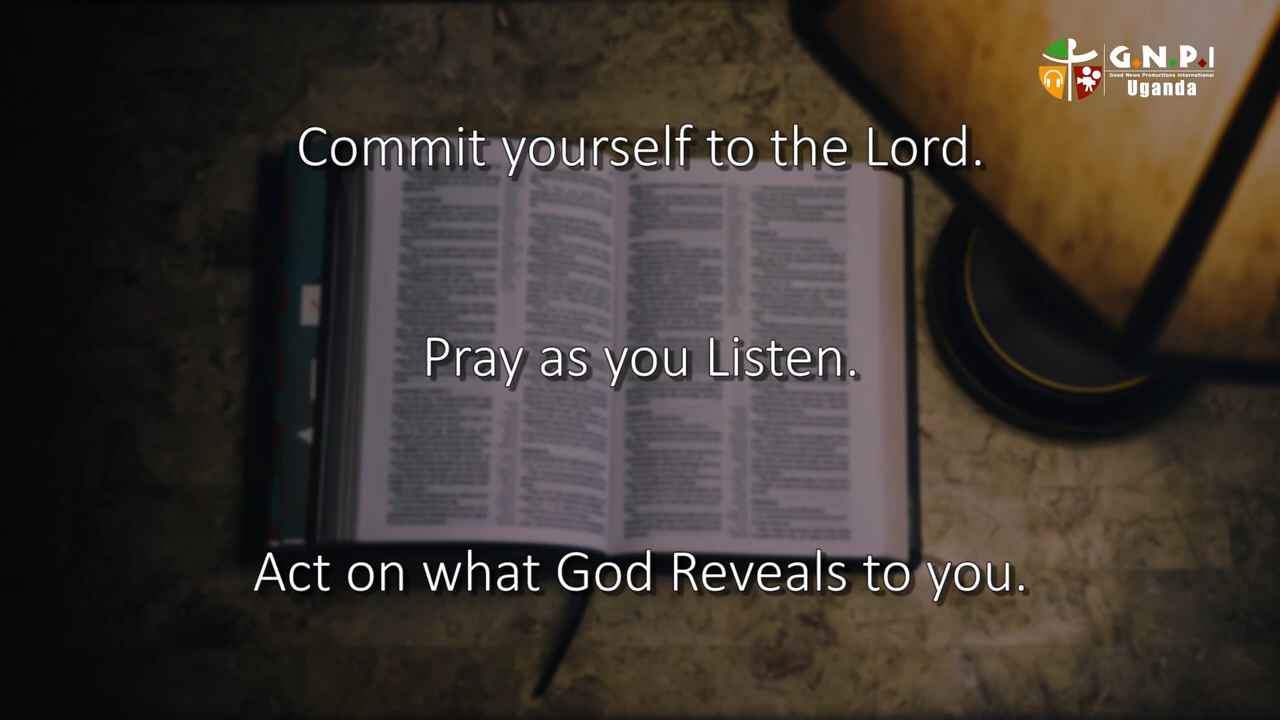 G.N.P.I
Good News Productions International
Uganda
Commit yourself to the Lord.
Pray as you Listen.
Act on what God Reveals to you.